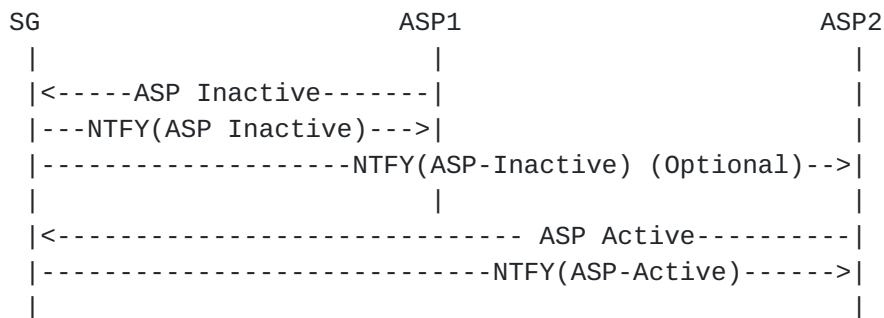 SG                       ASP1                         ASP2
 |                          |                           |
 |<-----ASP Inactive-------|                           |
 |---NTFY(ASP Inactive)--->|                           |
 |--------------------NTFY(ASP-Inactive) (Optional)-->|
 |                          |                           |
 |<------------------------------ ASP Active----------|
 |-----------------------------NTFY(ASP-Active)------>|
 |                                                      |